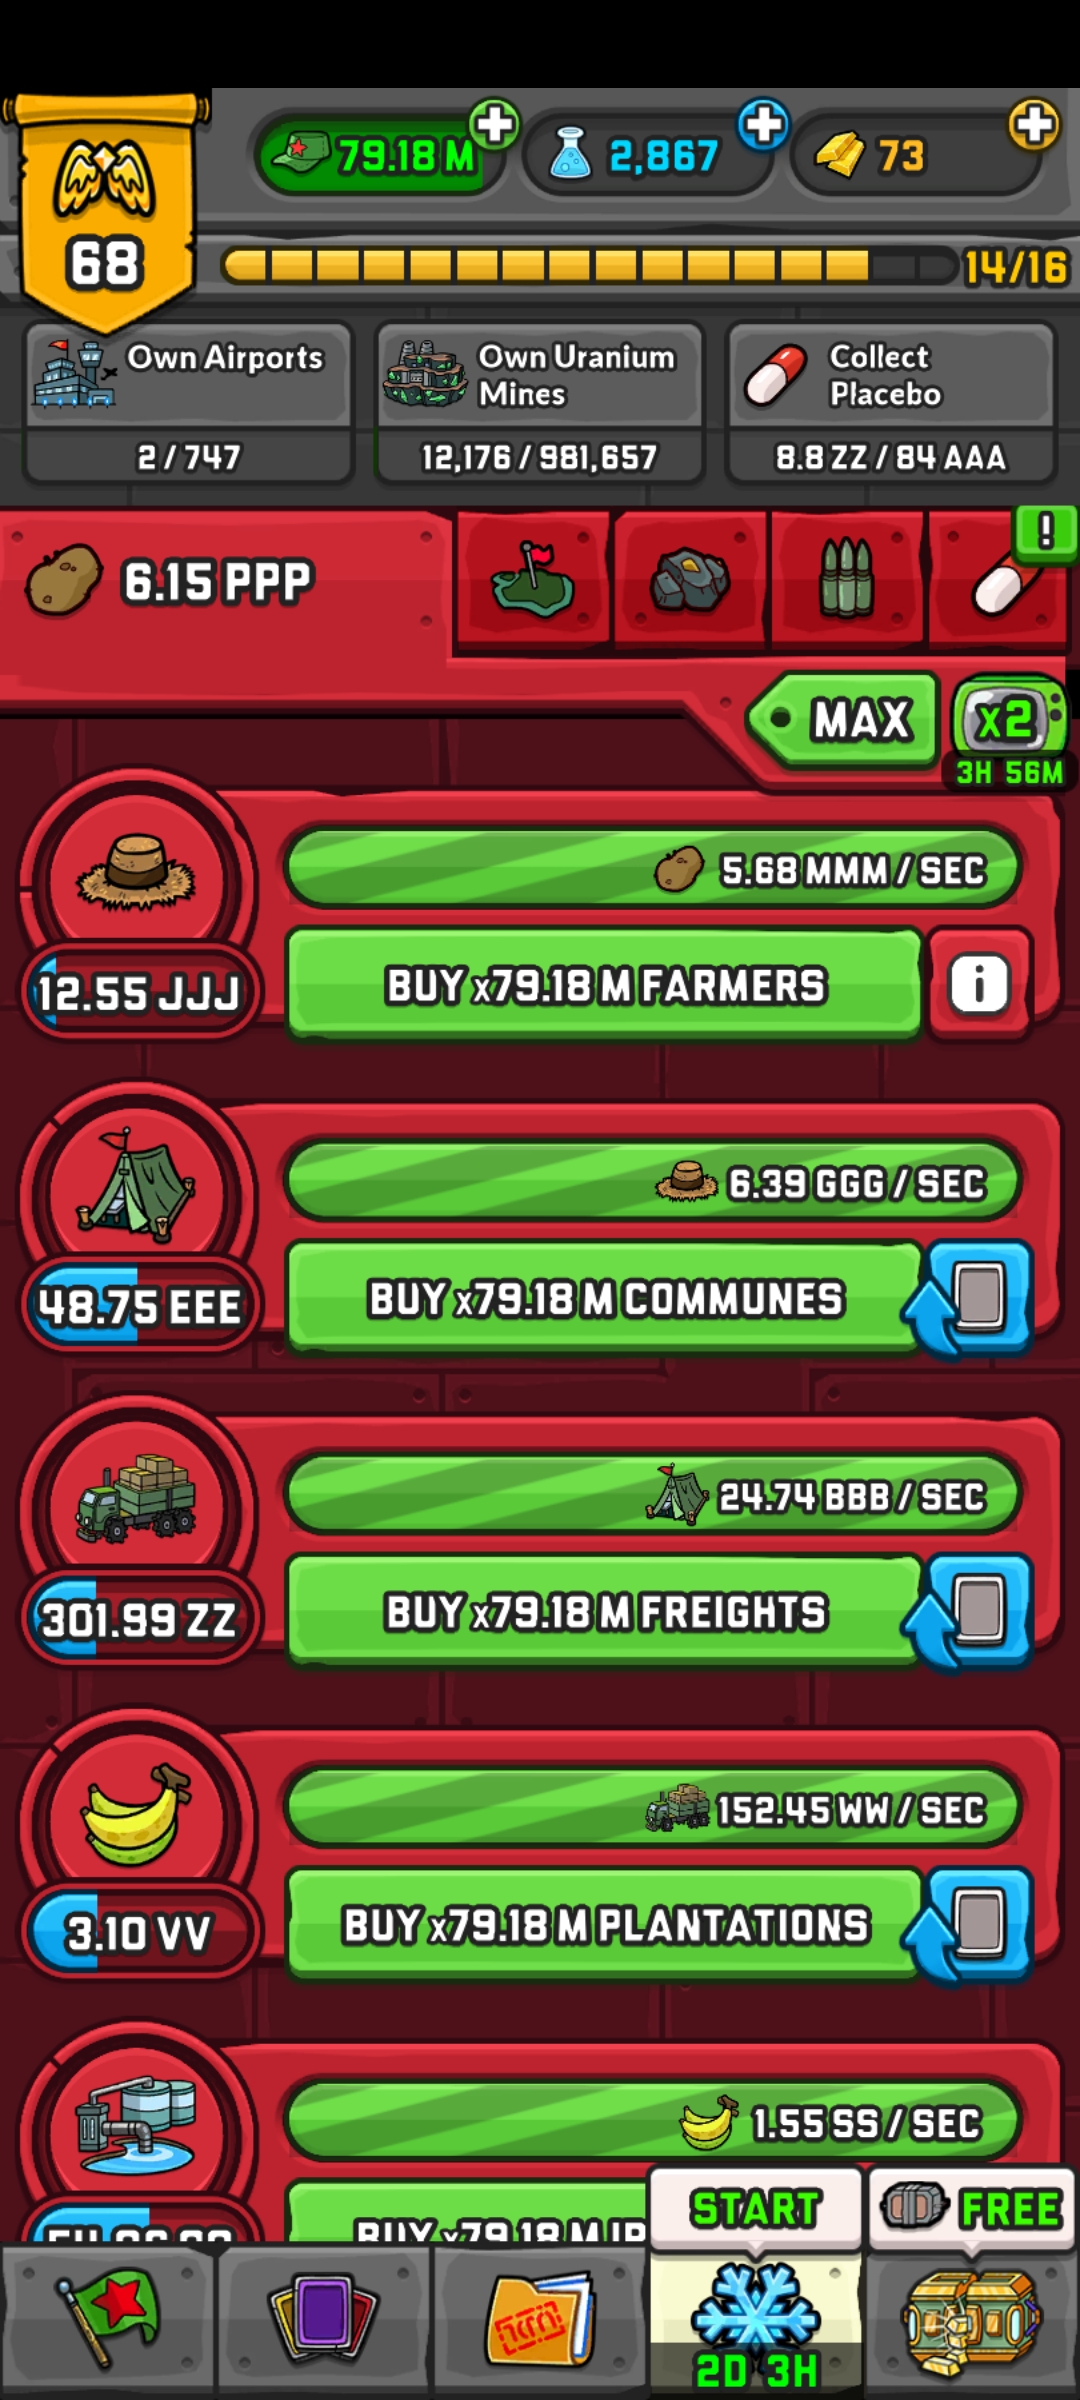 79.18 M
2,867
73
68
14/16
Own Airports
2 / 747
Own Uranium
Mines
12,176 / 981,657
Collect
Placebo
8.8 ZZ / 84 AAA
6.15 PPP
!
MAX
x2
3H 56M
5.68 MMM / SEC
12.55 JJJ
BUY x79.18 M FARMERS
i
6.39 GGG / SEC
48.75 EEE
BUY x79.18 M COMMUNES
24.74 BBB / SEC
301.99 ZZ
BUY x79.18 M FREIGHTS
152.45 WW / SEC
3.10 VV
BUY x79.18 M PLANTATIONS
1.55 SS / SEC
BUY x79.18 M
START
FREE
2D 3H